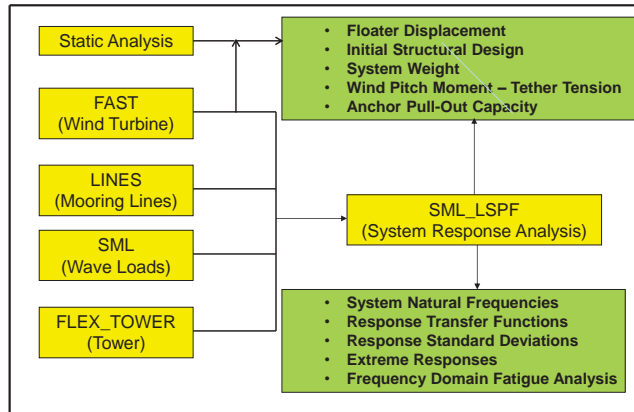 Static Analysis
FAST
(Wind Turbine)
LINES
(Mooring Lines)
SML
(Wave Loads)
FLEX_TOWER
(Tower)
• Floater Displacement
• Initial Structural Design
• System Weight
• Wind Pitch Moment – Tether Tension
• Anchor Pull-Out Capacity
SML_LSPF
(System Response Analysis)
• System Natural Frequencies
• Response Transfer Functions
• Response Standard Deviations
• Extreme Responses
• Frequency Domain Fatigue Analysis